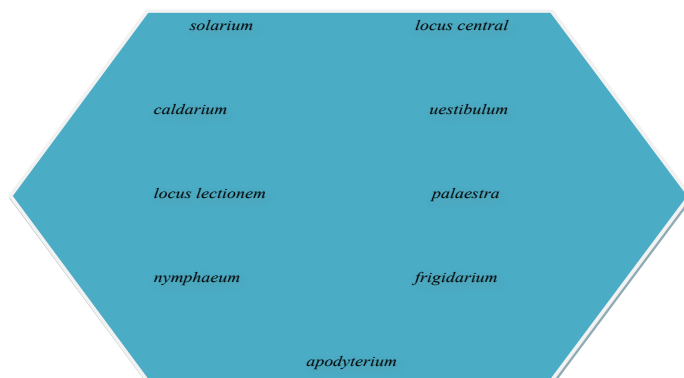 solarium locus central
caldarium uestibulum
locus lectionem palaestra
nymphaeum frigidarium
apodyterium